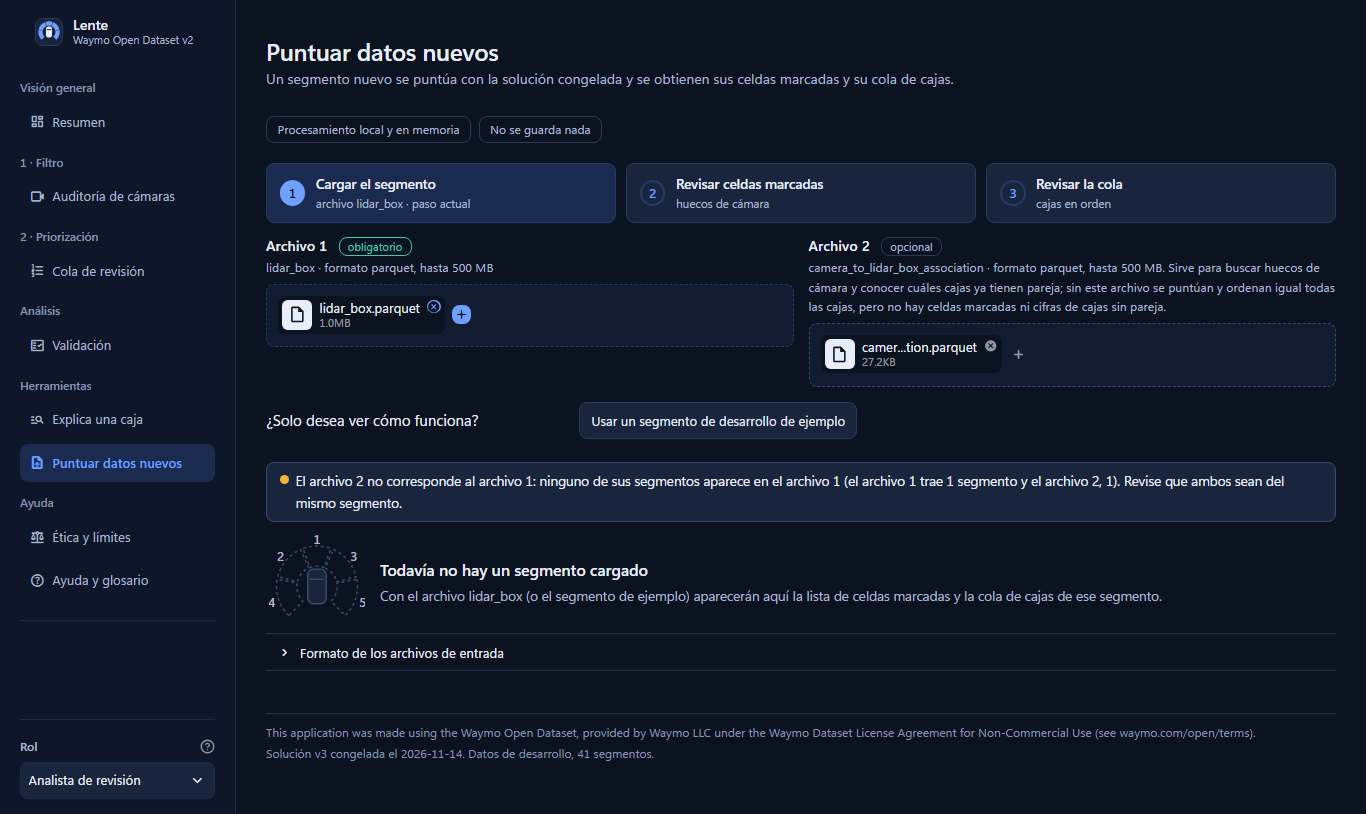 Lente
Waymo Open Dataset v2
Visión general
Resumen
1 · Filtro
Auditoría de cámaras
2 · Priorización
Cola de revisión
Análisis
Validación
Herramientas
Explica una caja
Puntuar datos nuevos
Ayuda
Ética y límites
Ayuda y glosario
Rol
Analista de revisión
Puntuar datos nuevos
Un segmento nuevo se puntúa con la solución congelada y se obtienen sus celdas marcadas y su cola de cajas.
Procesamiento local y en memoria
No se guarda nada
1
Cargar el segmento
archivo lidar_box · paso actual
2
Revisar celdas marcadas
huecos de cámara
3
Revisar la cola
cajas en orden
Archivo 1 obligatorio
lidar_box · formato parquet, hasta 500 MB
lidar_box.parquet
1.0MB
Archivo 2 opcional
camera_to_lidar_box_association · formato parquet, hasta 500 MB. Sirve para buscar huecos de
cámara y conocer cuáles cajas ya tienen pareja; sin este archivo se puntúan y ordenan igual todas
las cajas, pero no hay celdas marcadas ni cifras de cajas sin pareja.
camer...tion.parquet
27.2KB
¿Solo desea ver cómo funciona?
Usar un segmento de desarrollo de ejemplo
El archivo 2 no corresponde al archivo 1: ninguno de sus segmentos aparece en el archivo 1 (el archivo 1 trae 1 segmento y el archivo 2, 1). Revise que ambos sean del
mismo segmento.
1
2 3
4 5
Todavía no hay un segmento cargado
Con el archivo lidar_box (o el segmento de ejemplo) aparecerán aquí la lista de celdas marcadas y la cola de cajas de ese segmento.
Formato de los archivos de entrada
This application was made using the Waymo Open Dataset, provided by Waymo LLC under the Waymo Dataset License Agreement for Non-Commercial Use (see waymo.com/open/terms).
Solución v3 congelada el 2026-11-14. Datos de desarrollo, 41 segmentos.